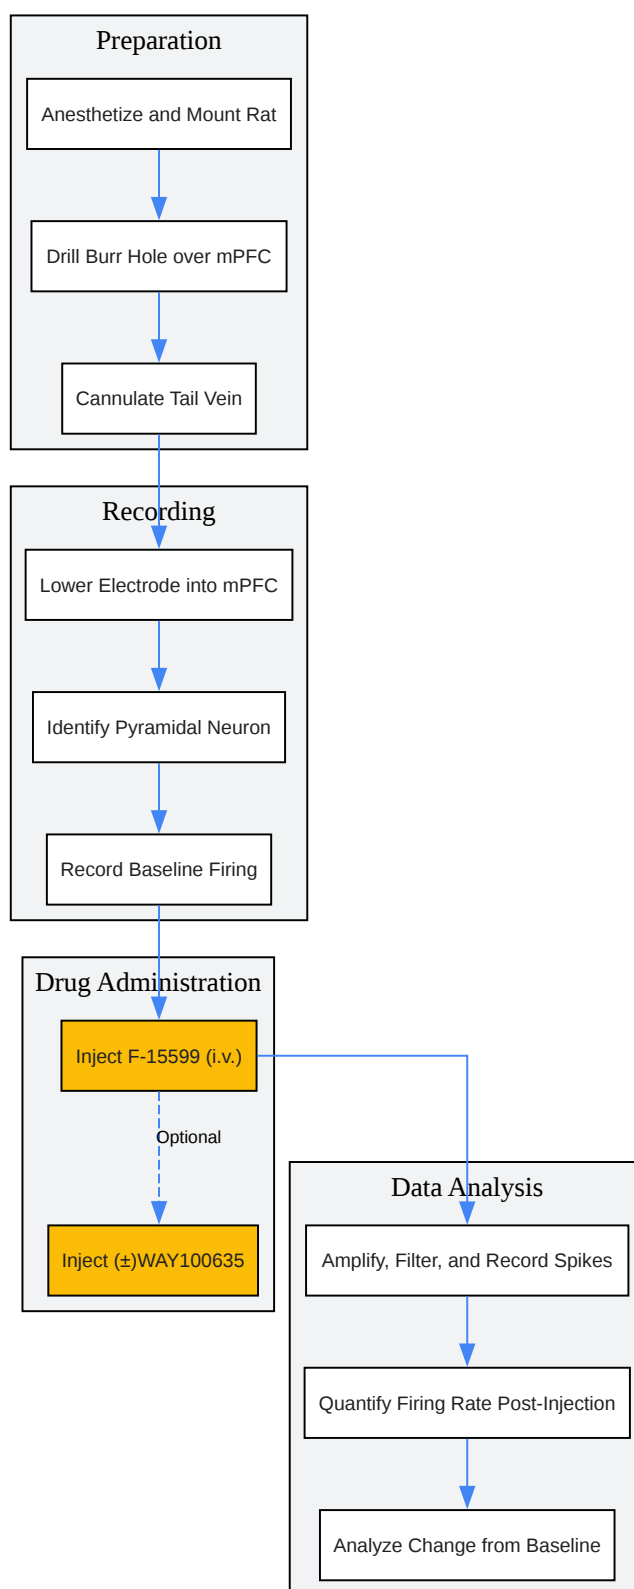 Preparation
Anesthetize and Mount Rat
Drill Burr Hole over mPFC
Cannulate Tail Vein
Recording
Lower Electrode into mPFC
Identify Pyramidal Neuron
Record Baseline Firing
Drug Administration
Inject F-15599 (i.v.)
Optional
Inject (±)WAY100635
Data Analysis
Amplify, Filter, and Record Spikes
Quantify Firing Rate Post-Injection
Analyze Change from Baseline